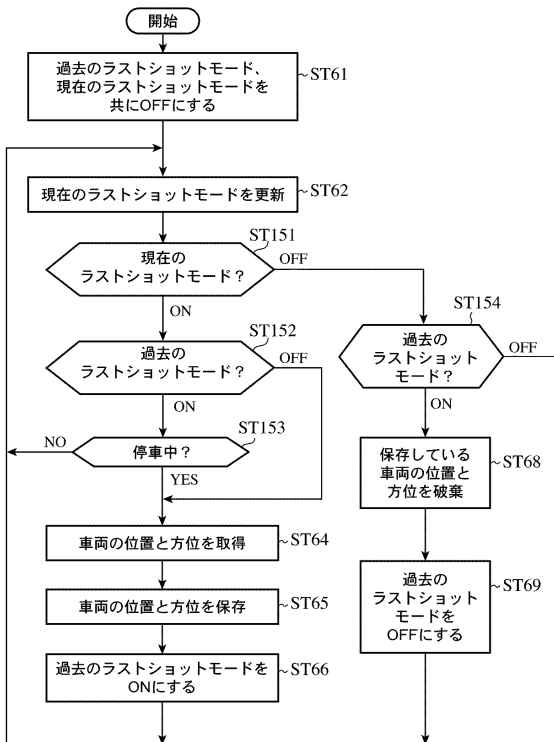 開始
過去のラストショットモード、
現在のラストショットモードを
共にOFFにする
ST61
現在のラストショットモードを更新
ST62
現在の
ラストショットモード？
ST151
OFF
ON
過去の
ラストショットモード？
ST152
OFF
ON
停車中？
ST153
NO
YES
車両の位置と方位を取得
ST64
車両の位置と方位を保存
ST65
過去のラストショットモードを
ONにする
ST66
過去の
ラストショット
モード？
ST154
OFF
ON
保存している
車両の位置と
方位を破棄
ST68
過去の
ラストショット
モードを
OFFにする
ST69